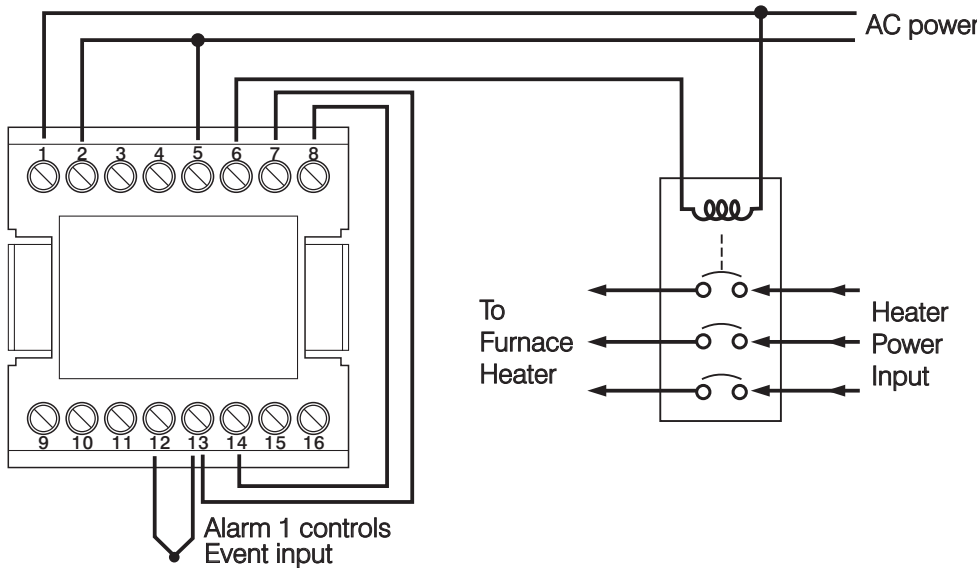 AC power
1 2 3 4 5 6 7 8
To
Furnace
Heater
Heater
Power
Input
9 10 11 12 13 14 15 16
Alarm 1 controls
Event input